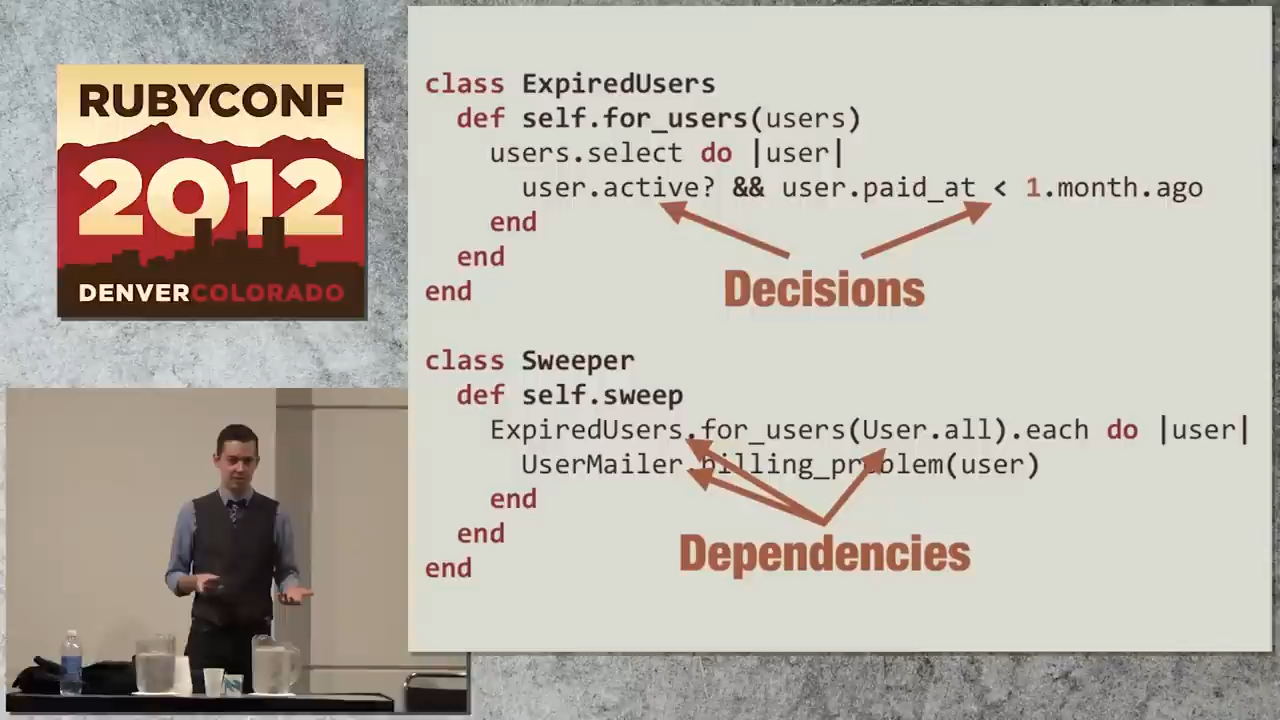 RUBYCONF
2012
DENVERCOLORADO
class ExpiredUsers
  def self.for_users(users)
    users.select do |user|
      user.active? && user.paid_at < 1.month.ago
    end
  end
end
Decisions
class Sweeper
  def self.sweep
    ExpiredUsers.for_users(User.all).each do |user|
      UserMailer.billing_problem(user)
    end
  end
end
Dependencies